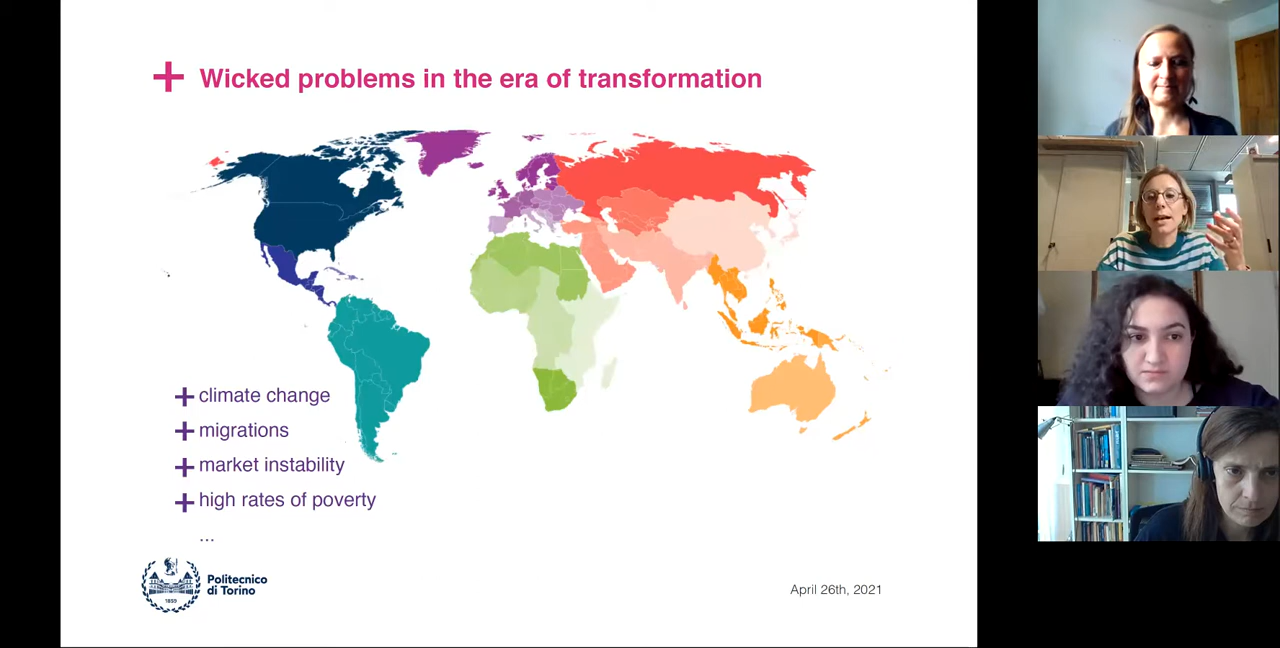 Wicked problems in the era of transformation
climate change
migrations
market instability
high rates of poverty
...
Politecnico
di Torino
1859
April 26th, 2021